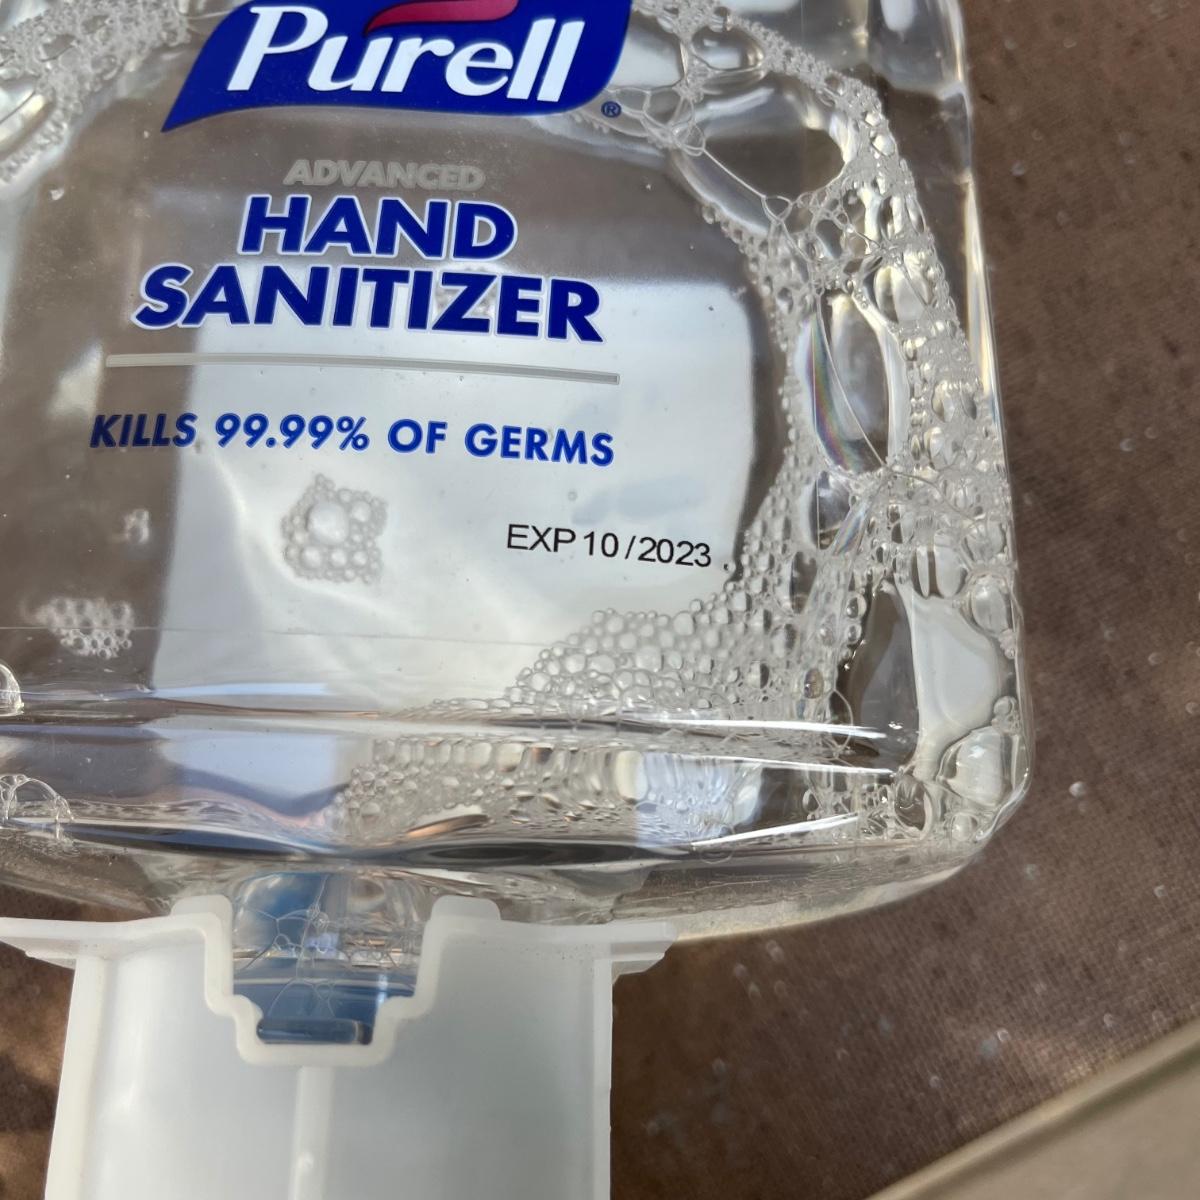 Purell®
ADVANCED
HAND
SANITIZER
KILLS 99.99% OF GERMS
EXP 10/2023